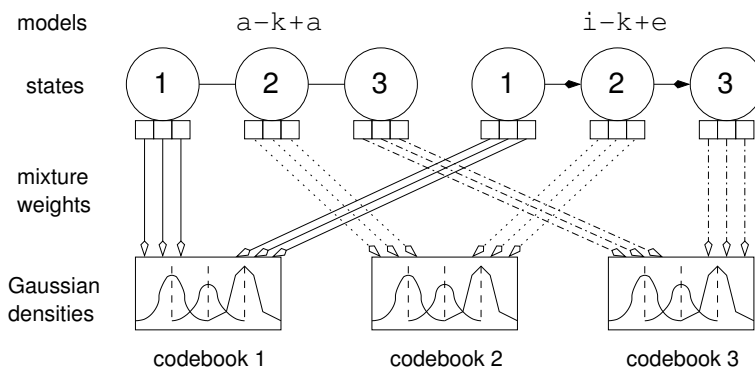 models a-k+a i-k+e
states 1 2 3 1 2 3
mixture
weights
Gaussian
densities
codebook 1 codebook 2 codebook 3